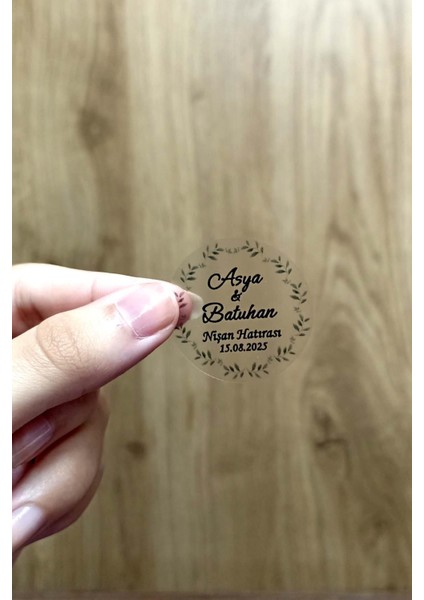 Asya
&
Batuhan
Nişan Hatırası
15.08.2025